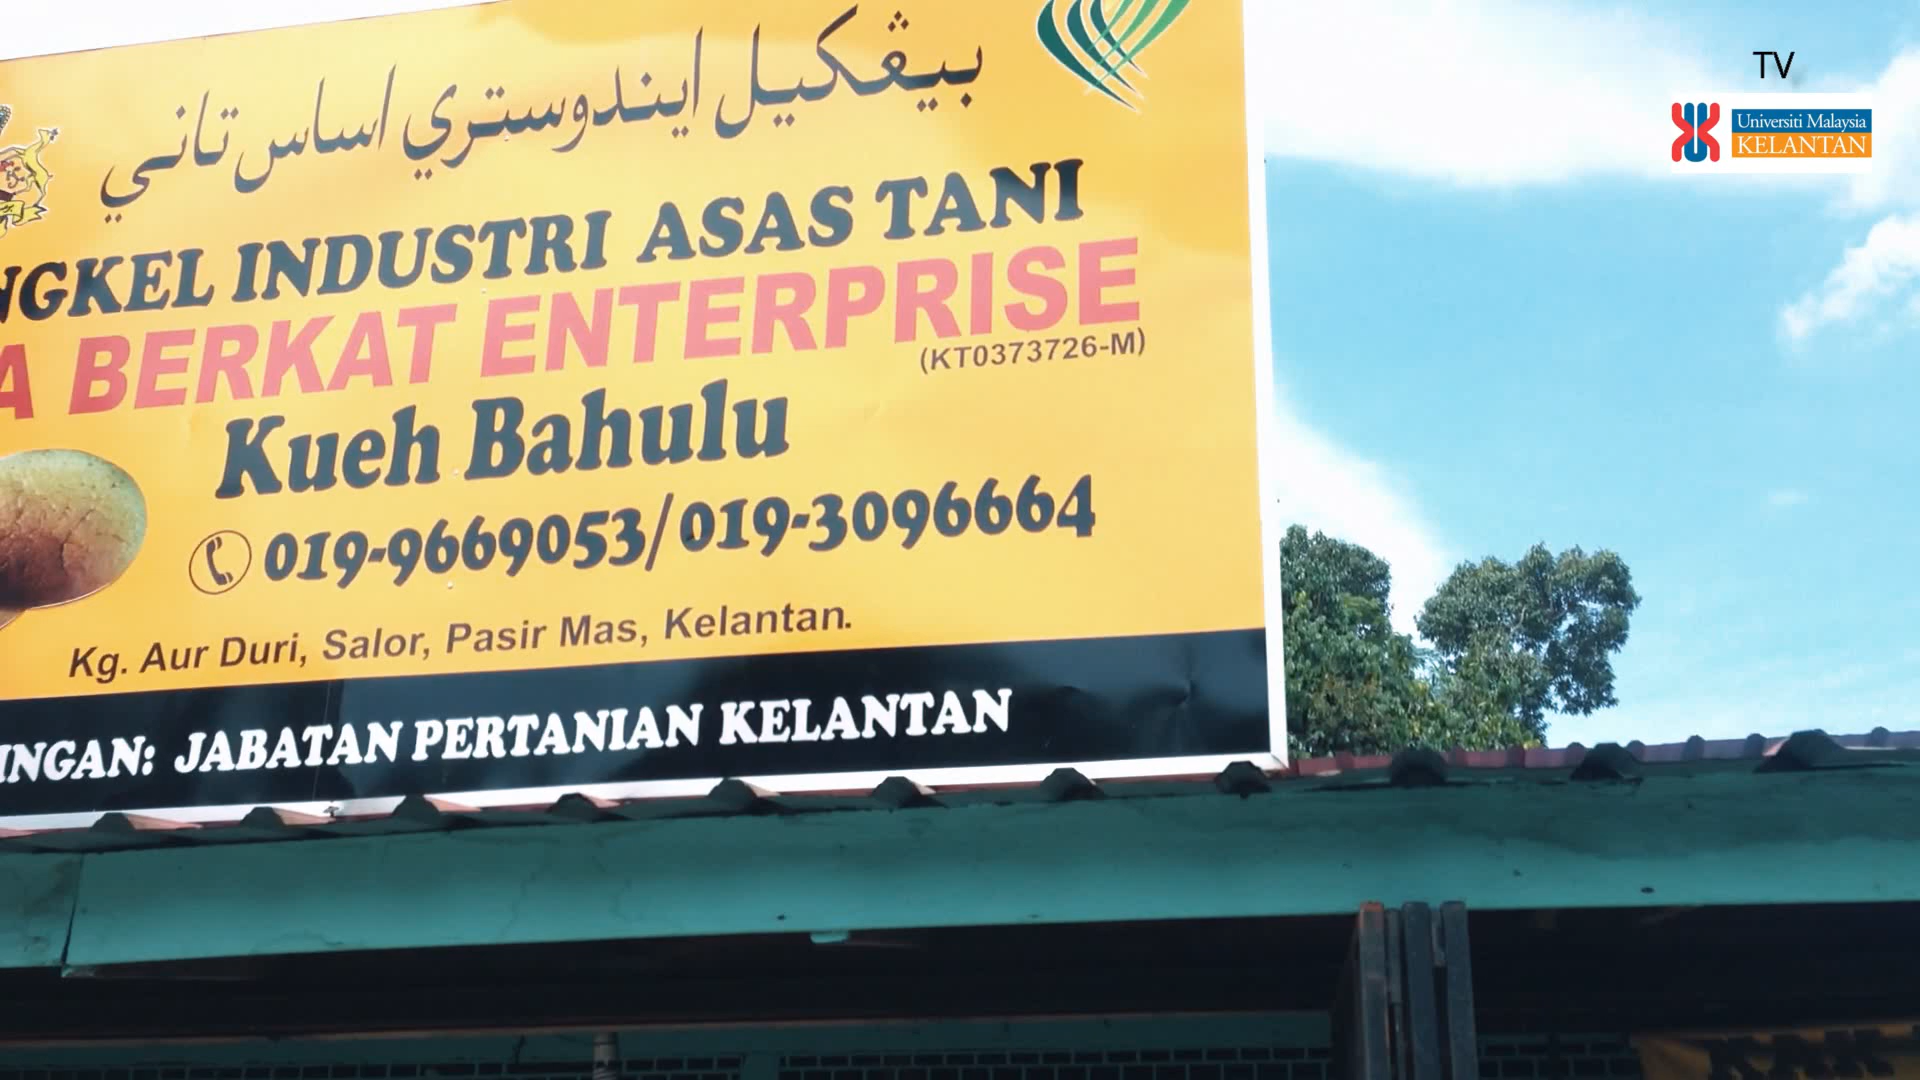 بيڠكيل ايندوستري اساس تاني
NGKEL INDUSTRI ASAS TANI
A BERKAT ENTERPRISE
(KT0373726-M)
Kueh Bahulu
019-9669053/019-3096664
Kg. Aur Duri, Salor, Pasir Mas, Kelantan.
INGAN: JABATAN PERTANIAN KELANTAN
TV
Universiti Malaysia
KELANTAN